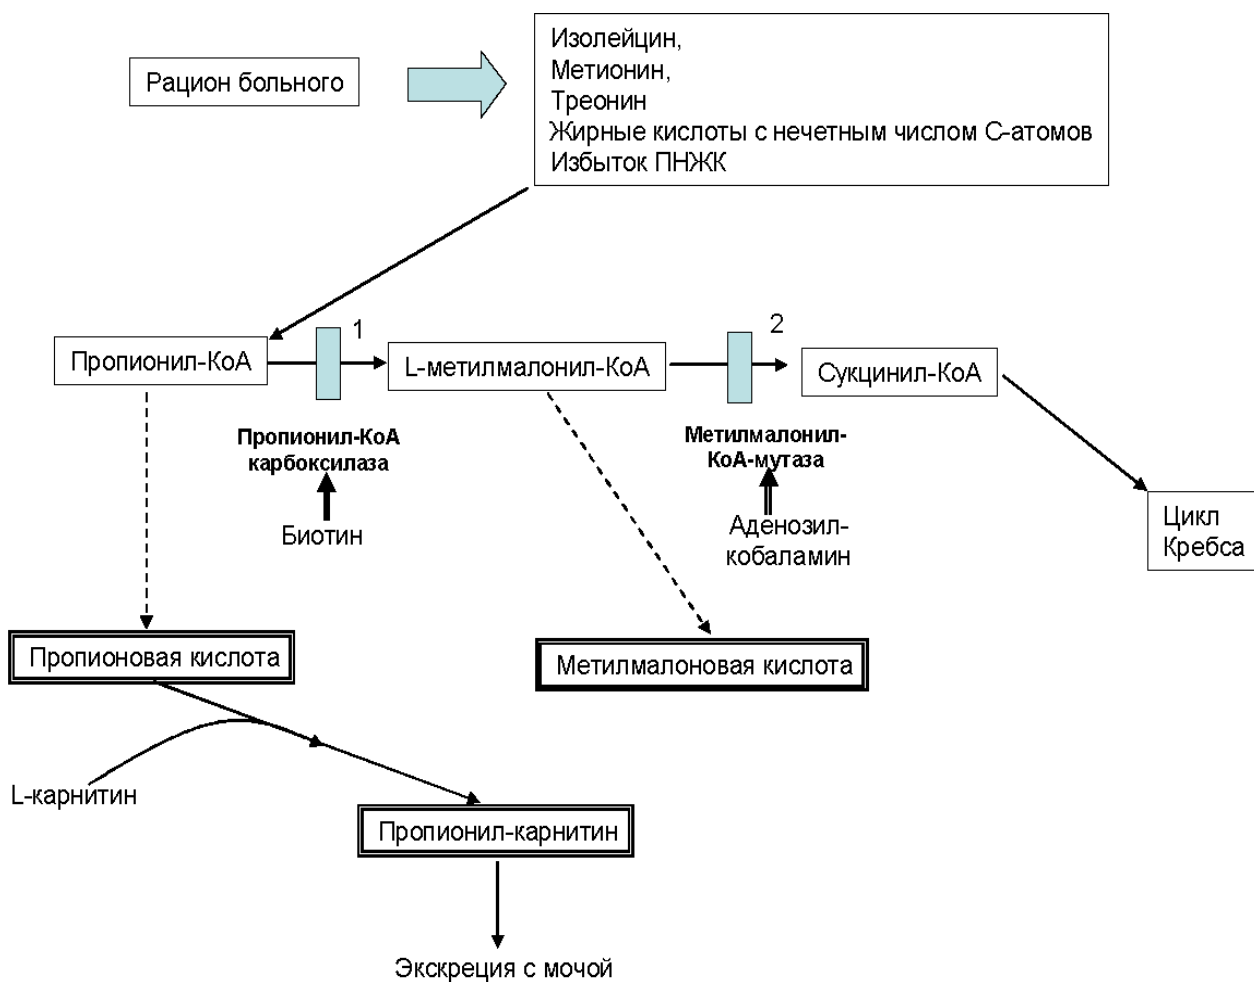 Рацион больного
Изолейцин,
Метионин,
Треонин
Жирные кислоты с нечетным числом С-атомов
Избыток ПНЖК
1
2
Пропионил-КоА
L-метилмалонил-КоА
Сукцинил-КоА
Пропионил-КоА
карбоксилаза
Метилмалонил-
КоА-мутаза
Биотин
Аденозил-
кобаламин
Цикл
Кребса
Пропионовая кислота
Метилмалоновая кислота
L-карнитин
Пропионил-карнитин
Экскреция с мочой